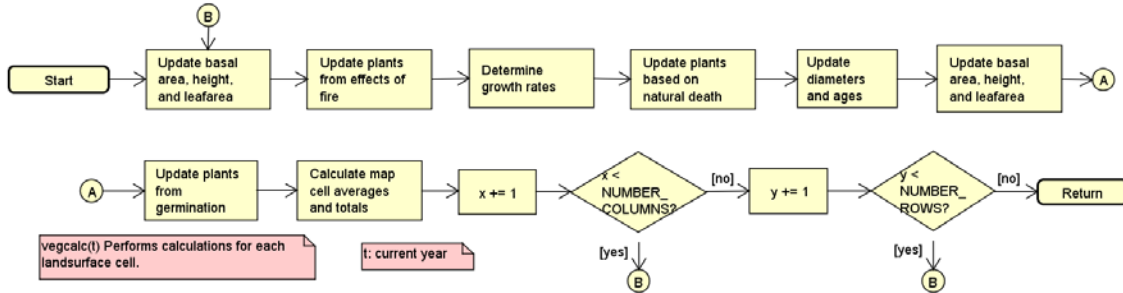 B
Start
Update basal
area, height,
and leafarea
Update plants
from effects of
fire
Determine
growth rates
Update plants
based on
natural death
Update
diameters
and ages
Update basal
area, height,
and leafarea
A
A
Update plants
from
germination
Calculate map
cell averages
and totals
x += 1
x <
NUMBER_
COLUMNS?
[no]
y += 1
y <
NUMBER_
ROWS?
[no]
Return
[yes]
B
[yes]
B
vegcalc(t) Performs calculations for each
landsurface cell.
t: current year